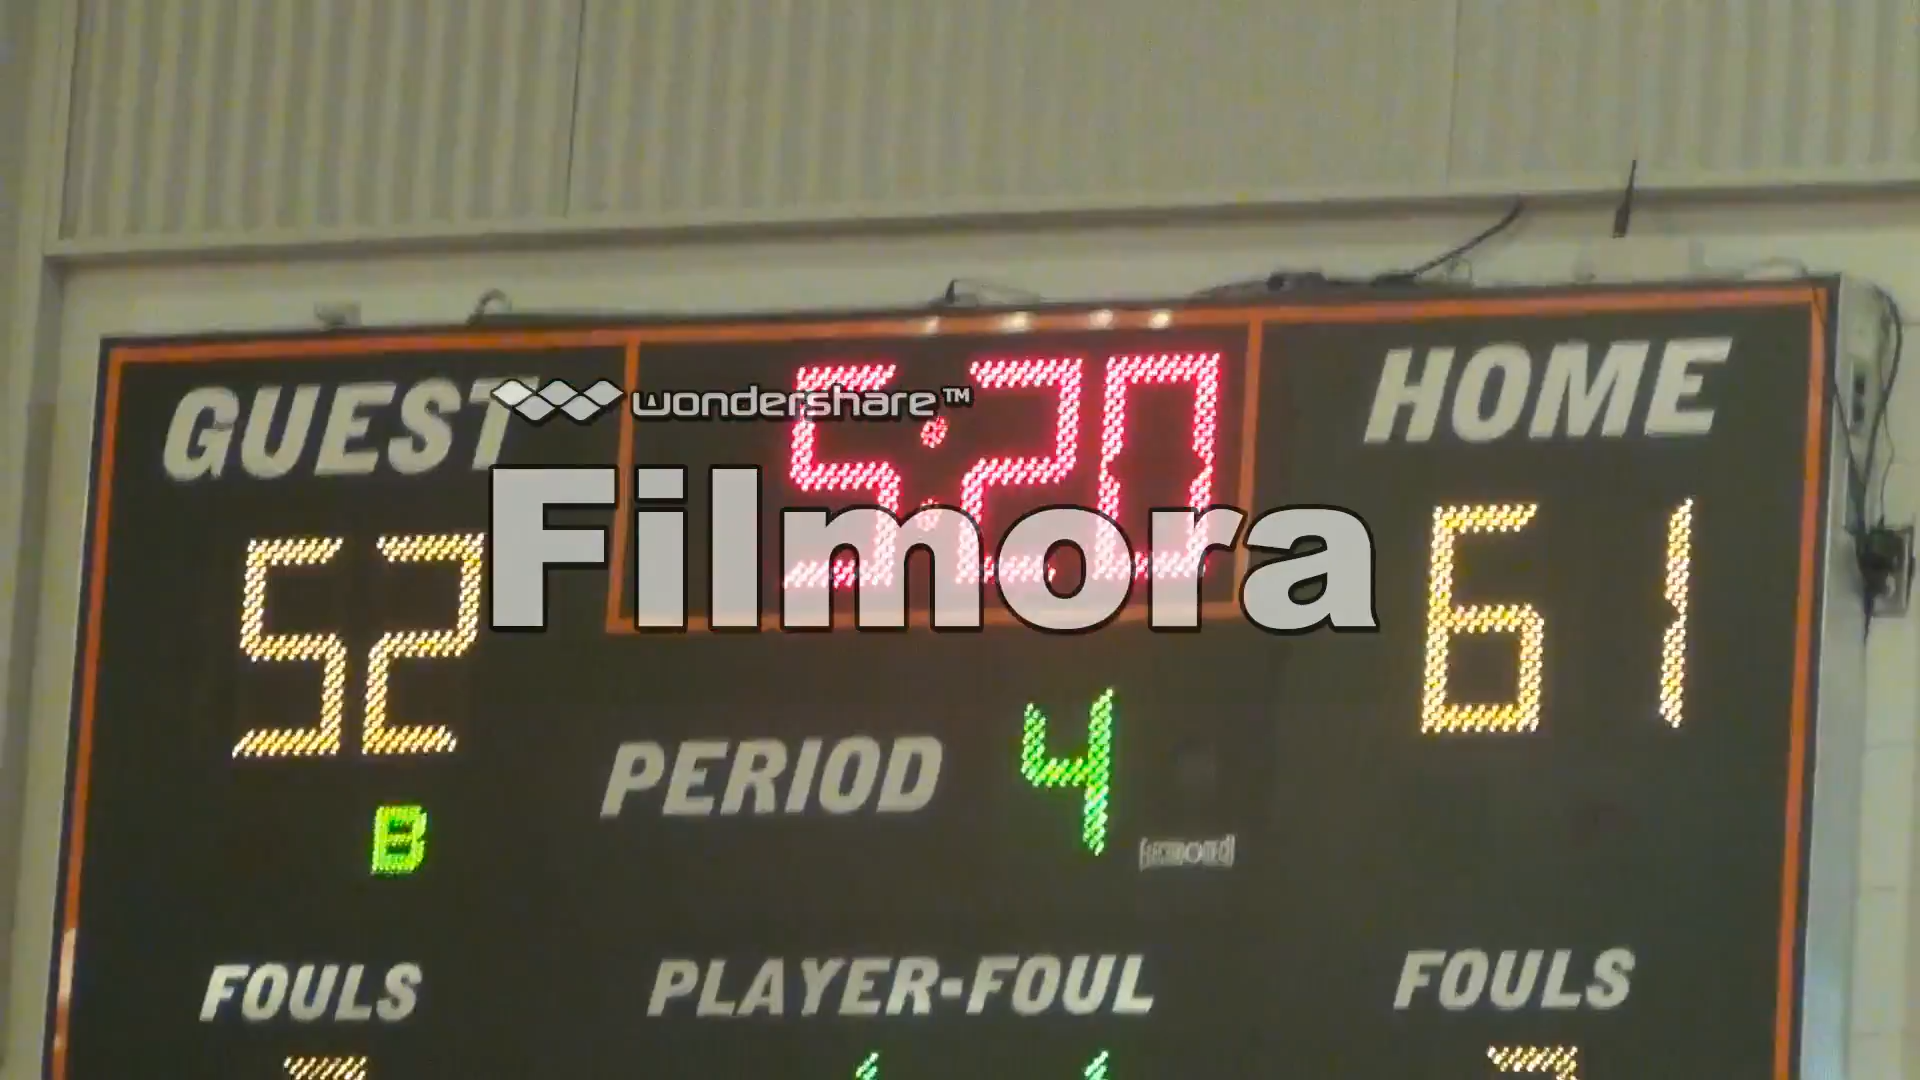 GUEST
5:20
HOME
wondershare™
Filmora
52
61
PERIOD 4
B
FOULS
PLAYER-FOUL
FOULS